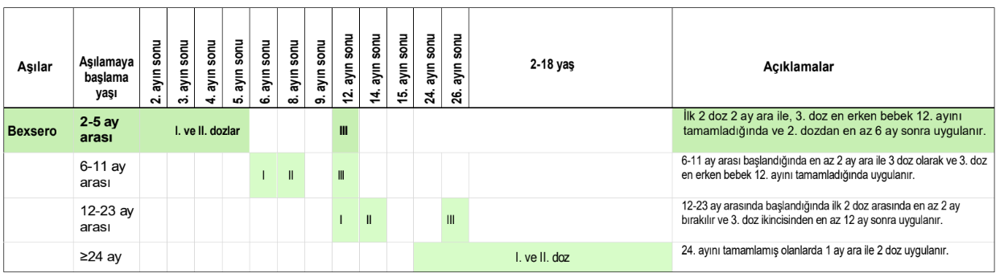 Aşılar
Aşılamaya
başlama
yaşı
2. ayın sonu
3. ayın sonu
4. ayın sonu
5. ayın sonu
6. ayın sonu
8. ayın sonu
9. ayın sonu
12. ayın sonu
14. ayın sonu
15. ayın sonu
24. ayın sonu
26. ayın sonu
2-18 yaş
Açıklamalar
Bexsero
2-5 ay
arası
I. ve II. dozlar
III
İlk 2 doz 2 ay ara ile, 3. doz en erken bebek 12. ayını
tamamladığında ve 2. dozdan en az 6 ay sonra uygulanır.
6-11 ay
arası
I
II
III
6-11 ay arası başlandığında en az 2 ay ara ile 3 doz olarak ve 3. doz
en erken bebek 12. ayını tamamladığında uygulanır.
12-23 ay
arası
I
II
III
12-23 ay arasında başlandığında ilk 2 doz arasında en az 2 ay
bırakılır ve 3. doz ikincisinden en az 12 ay sonra uygulanır.
≥24 ay
I. ve II. doz
24. ayını tamamlamış olanlarda 1 ay ara ile 2 doz uygulanır.